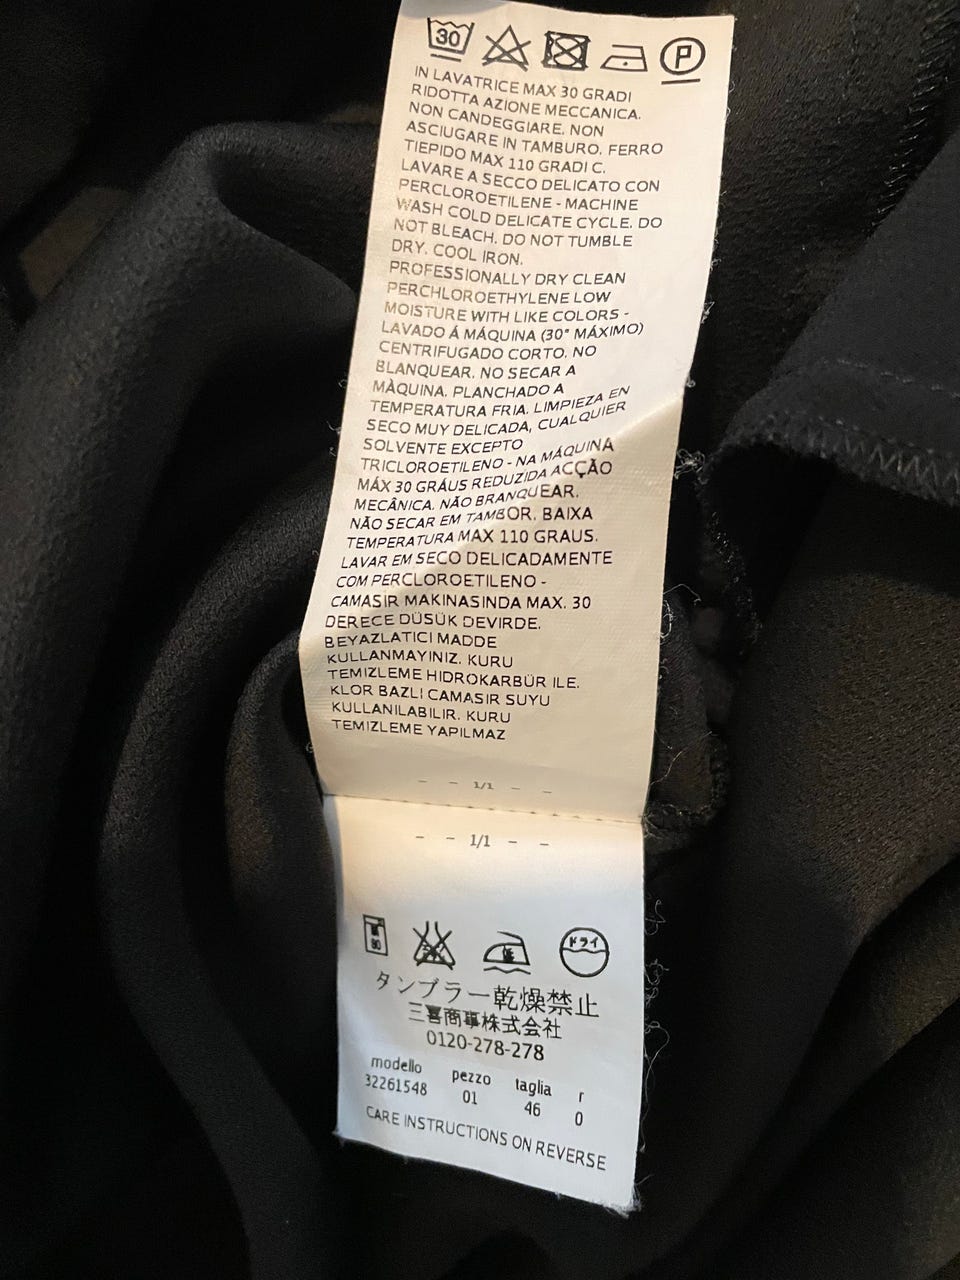 30
P
IN LAVATRICE MAX 30 GRADI
RIDOTTA AZIONE MECCANICA.
NON CANDEGGIARE. NON
ASCIUGARE IN TAMBURO. FERRO
TIEPIDO MAX 110 GRADI C.
LAVARE A SECCO DELICATO CON
PERCLOROETILENE - MACHINE
WASH COLD DELICATE CYCLE. DO
NOT BLEACH. DO NOT TUMBLE
DRY. COOL IRON.
PROFESSIONALLY DRY CLEAN
PERCHLOROETHYLENE LOW
MOISTURE WITH LIKE COLORS -
LAVADO Á MÁQUINA (30° MÁXIMO)
CENTRIFUGADO CORTO. NO
BLANQUEAR. NO SECAR A
MÀQUINA. PLANCHADO A
TEMPERATURA FRIA. LIMPIEZA EN
SECO MUY DELICADA, CUALQUIER
SOLVENTE EXCEPTO
TRICLOROETILENO - NA MÁQUINA
MÁX 30 GRÁUS REDUZIDA ACÇÃO
MECÂNICA. NÃO BRANQUEAR.
NÃO SECAR EM TAMBOR. BAIXA
TEMPERATURA MAX 110 GRAUS.
LAVAR EM SECO DELICADAMENTE
COM PERCLOROETILENO -
CAMASIR MAKINASINDA MAX. 30
DERECE DÜSÜK DEVIRDE.
BEYAZLATICI MADDE
KULLANMAYINIZ. KURU
TEMIZLEME HIDROKARBÜR ILE.
KLOR BAZLI CAMASIR SUYU
KULLANILABILIR. KURU
TEMIZLEME YAPILMAZ
- - 1/1 - -
- - 1/1 - -
ドライ
タンブラー乾燥禁止
三喜商事株式会社
0120-278-278
modello pezzo taglia r
32261548 01 46 0
CARE INSTRUCTIONS ON REVERSE